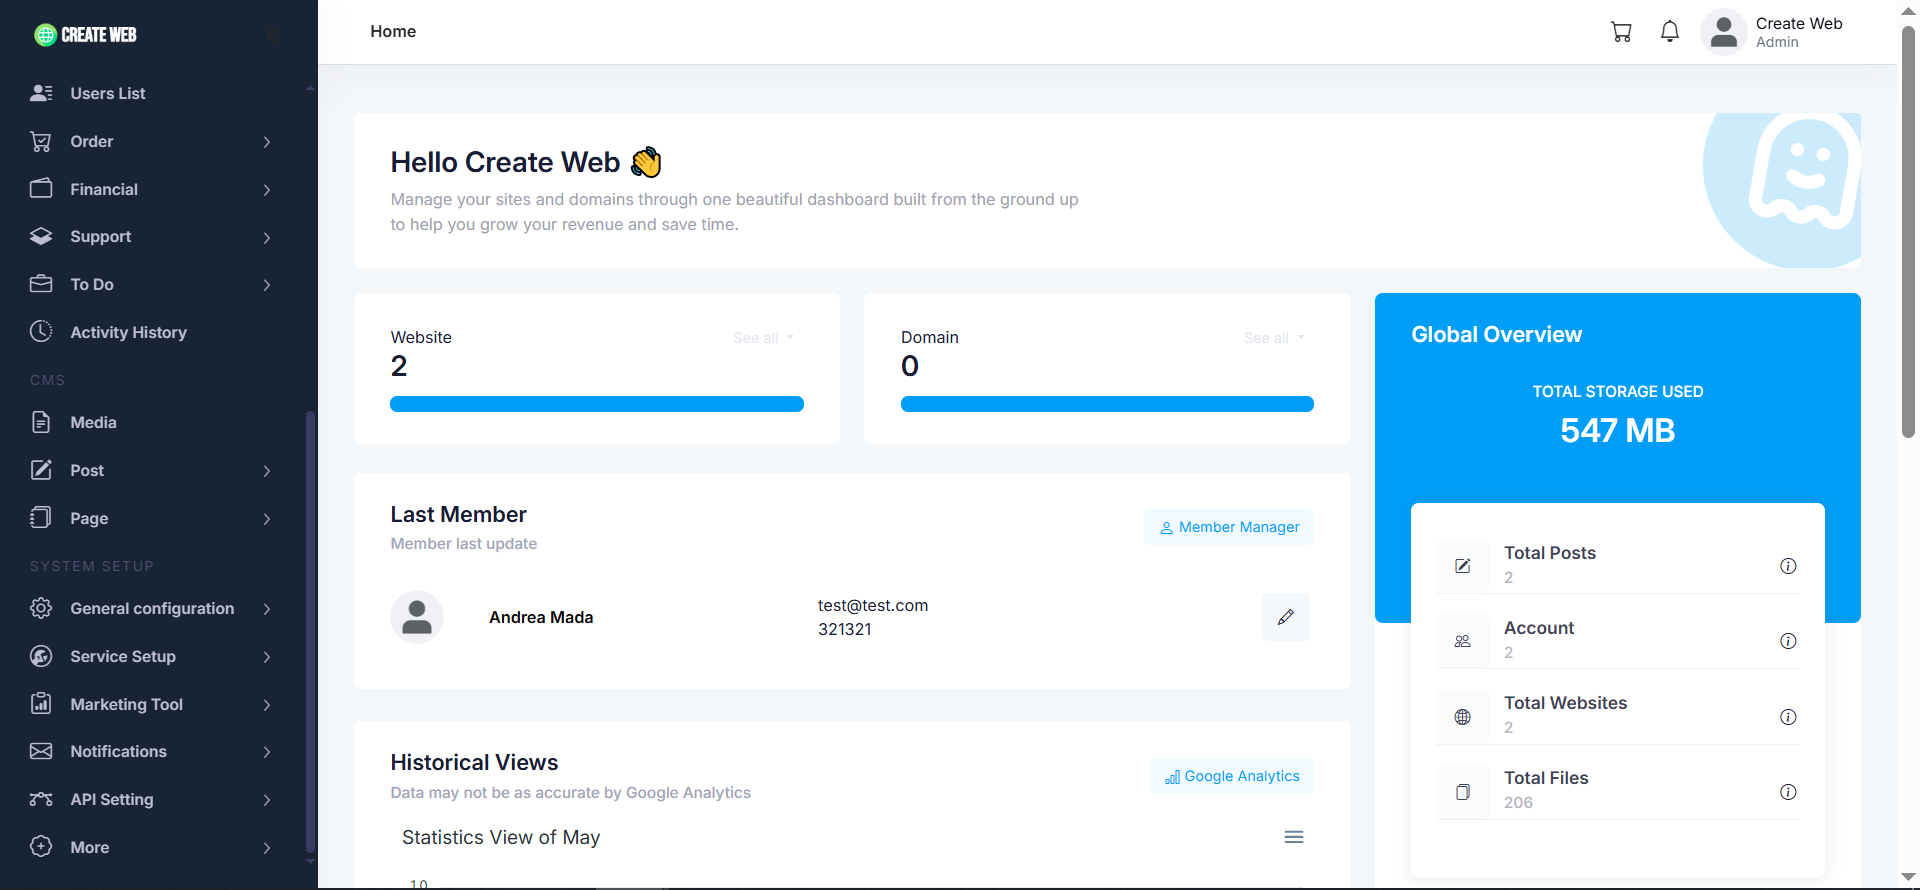 CREATE WEB
Users List
Order
Financial
Support
To Do
Activity History
CMS
Media
Post
Page
SYSTEM SETUP
General configuration
Service Setup
Marketing Tool
Notifications
API Setting
More
Home
Create Web
Admin
Hello Create Web 👋
Manage your sites and domains through one beautiful dashboard built from the ground up
to help you grow your revenue and save time.
Website
See all
2
Domain
See all
0
Last Member
Member last update
Member Manager
Andrea Mada
test@test.com
321321
Historical Views
Data may not be as accurate by Google Analytics
Google Analytics
Statistics View of May
10
Global Overview
TOTAL STORAGE USED
547 MB
Total Posts
2
Account
2
Total Websites
2
Total Files
206